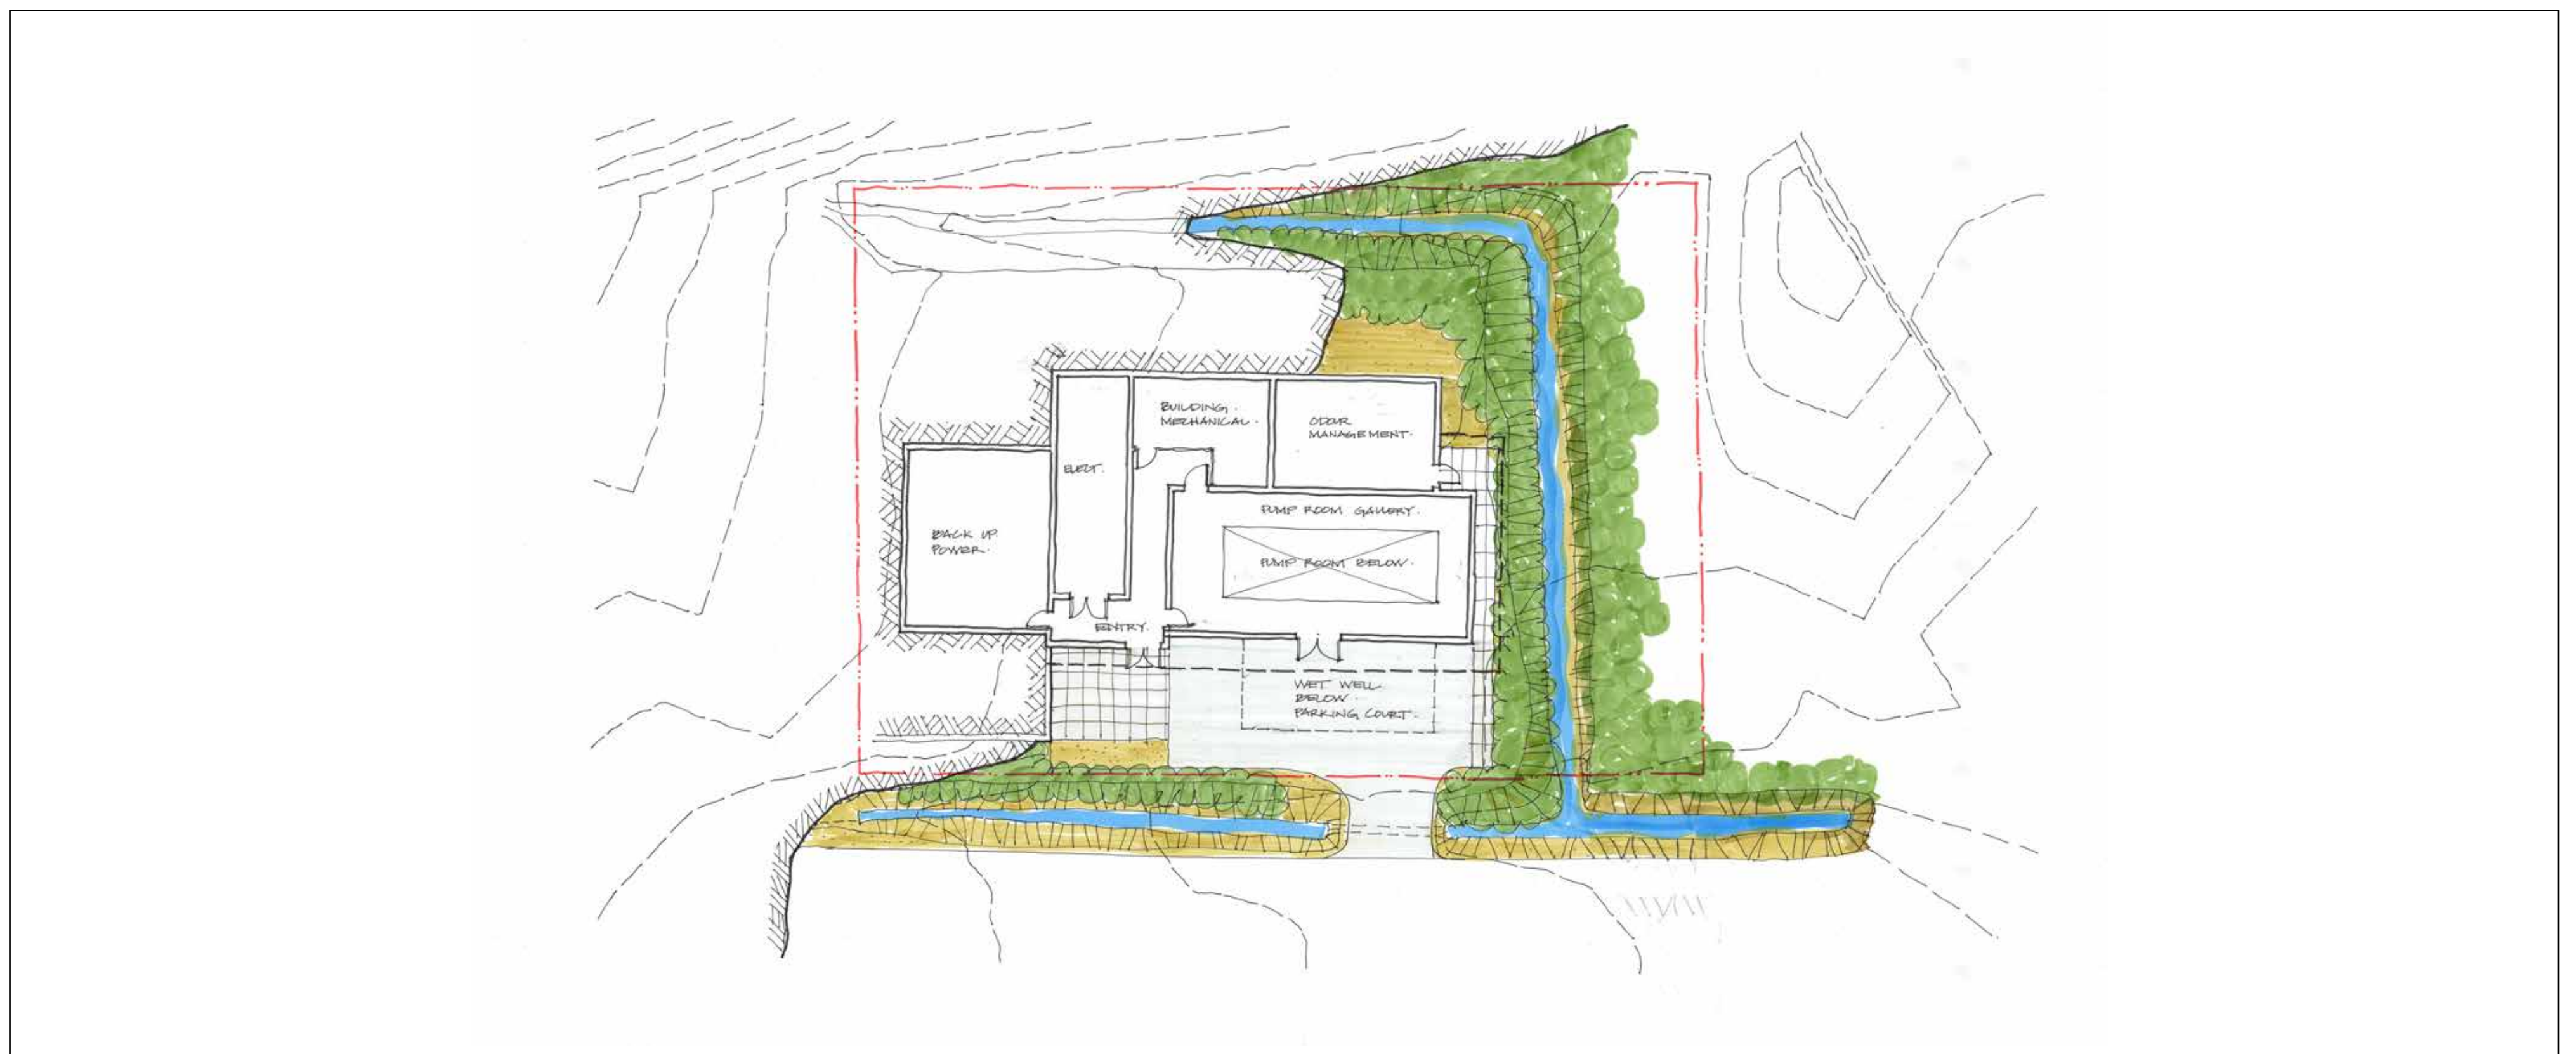 BUILDING.
MECHANICAL.
ODOUR
MANAGEMENT.
ELECT.
PUMP ROOM GALLERY.
BACK UP
POWER.
PUMP ROOM BELOW.
ENTRY.
WET WELL
BELOW
PARKING COURT.